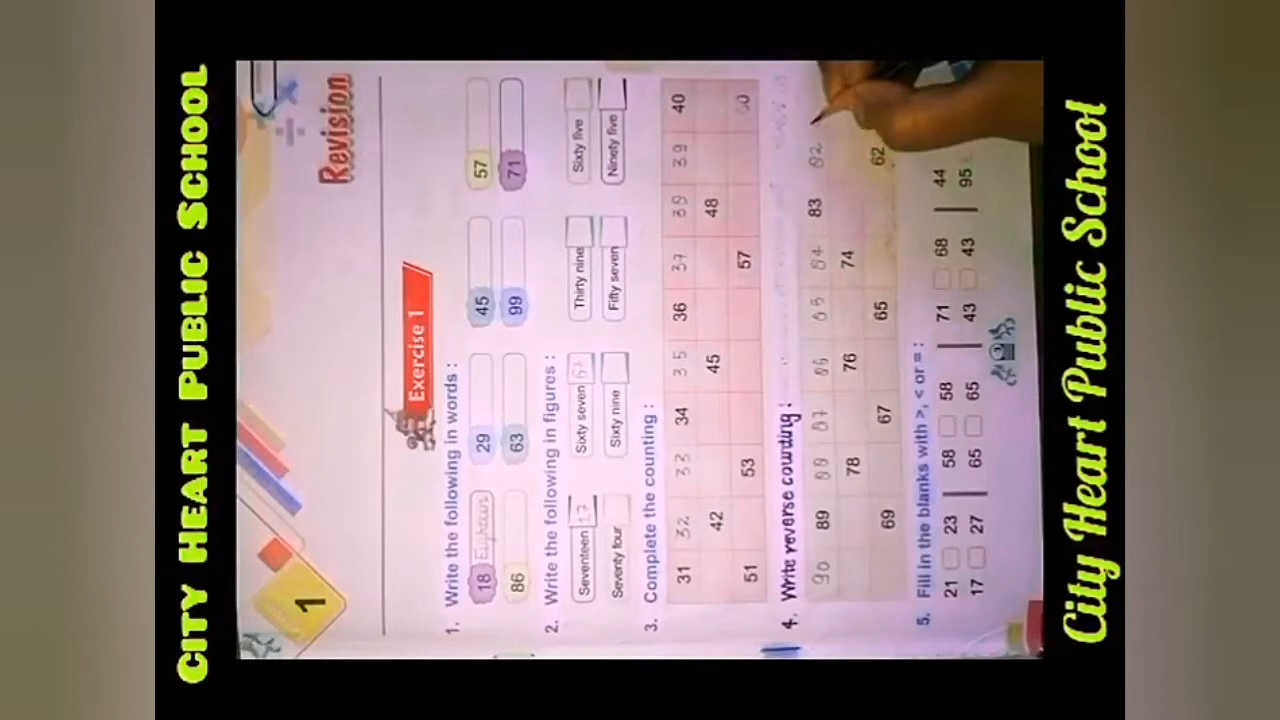 CITY HEART PUBLIC SCHOOL
1
Revision
Exercise 1
1. Write the following in words :
18 Eighteen 29 45 57
86 63 99 71
2. Write the following in figures :
Seventeen 17 Sixty seven 67 Thirty nine Sixty five
Seventy four Sixty nine Fifty seven Ninety five
3. Complete the counting :
31 32 33 34 35 36 37 38 39 40
42 45 48
51 53 57 60
4. Write reverse counting :
90 89 88 87 86 85 84 83 82
78 76 74
69 67 65 62
5. Fill in the blanks with >, < or = :
21 23 58 58 71 68 44
17 27 65 65 43 43 95
City Heart Public School